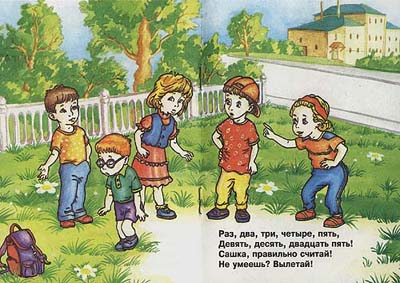 Раз, два, три, четыре, пять,
Девять, десять, двадцать пять!
Сашка, правильно считай!
Не умеешь? Вылетай!